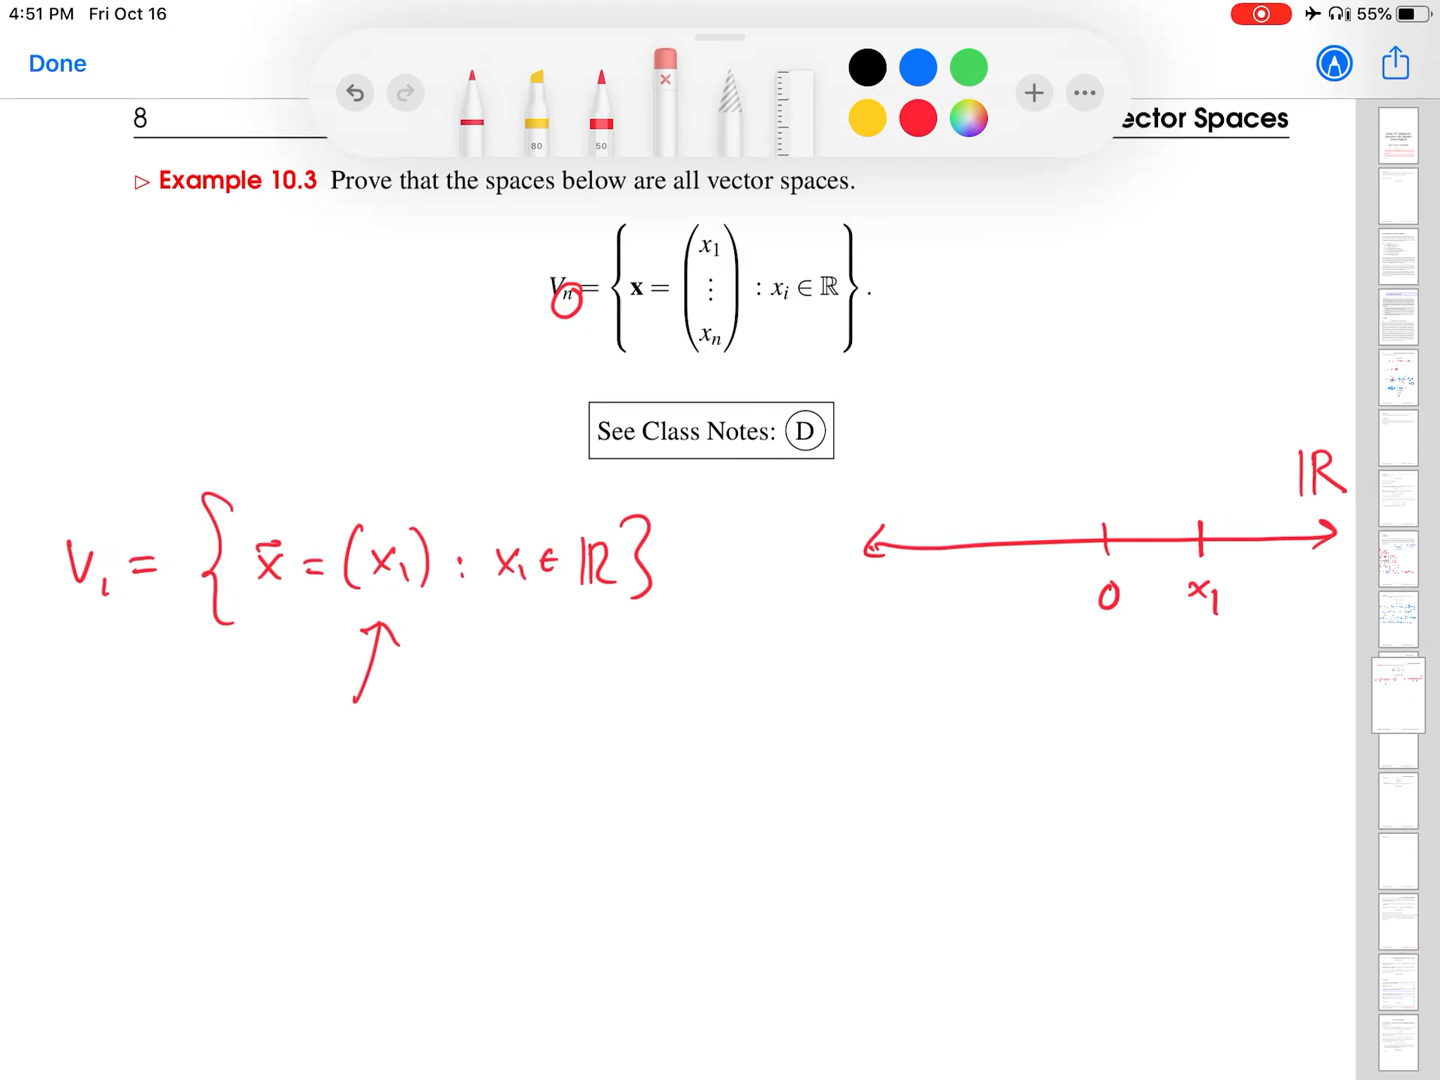 4:51 PM Fri Oct 16 55%
Done
80 50
8 ector Spaces
▷ Example 10.3 Prove that the spaces below are all vector spaces.
Vₙ = { x = (x₁ ⋮ xₙ) : xᵢ ∈ ℝ } .
See Class Notes: D
ℝ
V₁ = { x⃗ = (x₁) : x₁ ∈ ℝ }
0 x₁